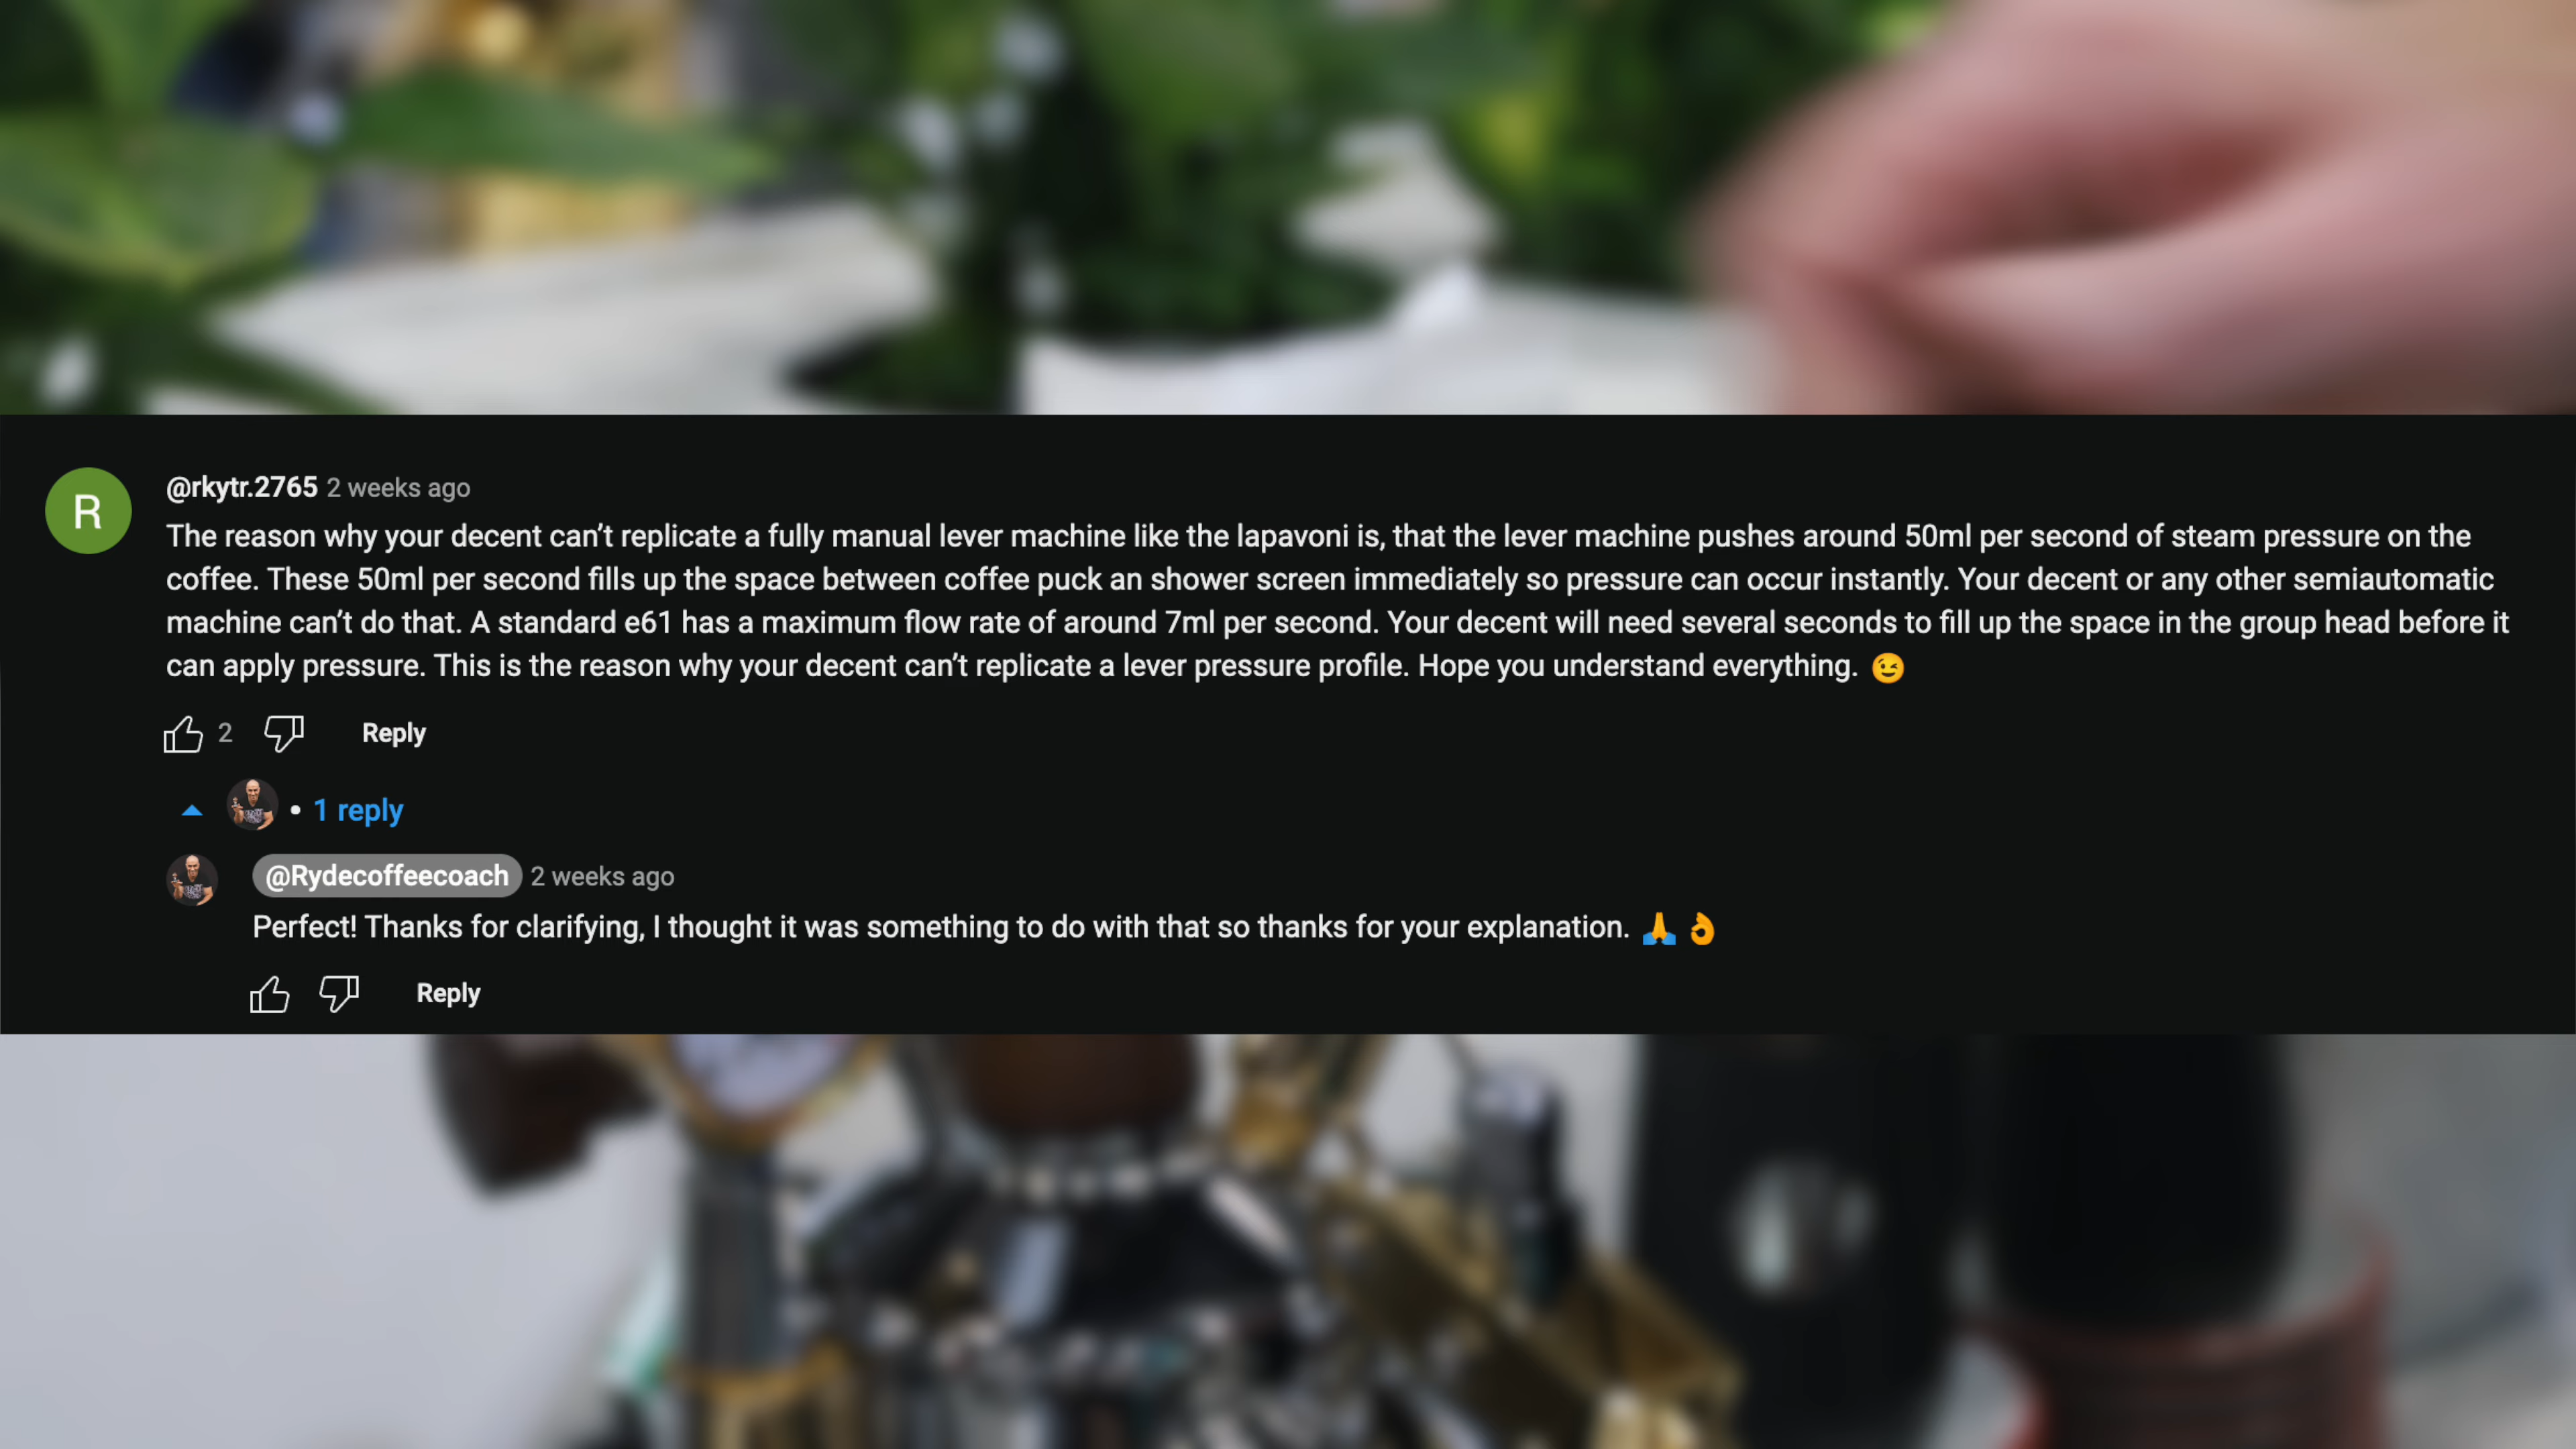 R
@rkytr.2765 2 weeks ago
The reason why your decent can’t replicate a fully manual lever machine like the lapavoni is, that the lever machine pushes around 50ml per second of steam pressure on the
coffee. These 50ml per second fills up the space between coffee puck an shower screen immediately so pressure can occur instantly. Your decent or any other semiautomatic
machine can’t do that. A standard e61 has a maximum flow rate of around 7ml per second. Your decent will need several seconds to fill up the space in the group head before it
can apply pressure. This is the reason why your decent can’t replicate a lever pressure profile. Hope you understand everything. 😉
2 Reply
• 1 reply
@Rydecoffeecoach 2 weeks ago
Perfect! Thanks for clarifying, I thought it was something to do with that so thanks for your explanation. 🙏👌
Reply